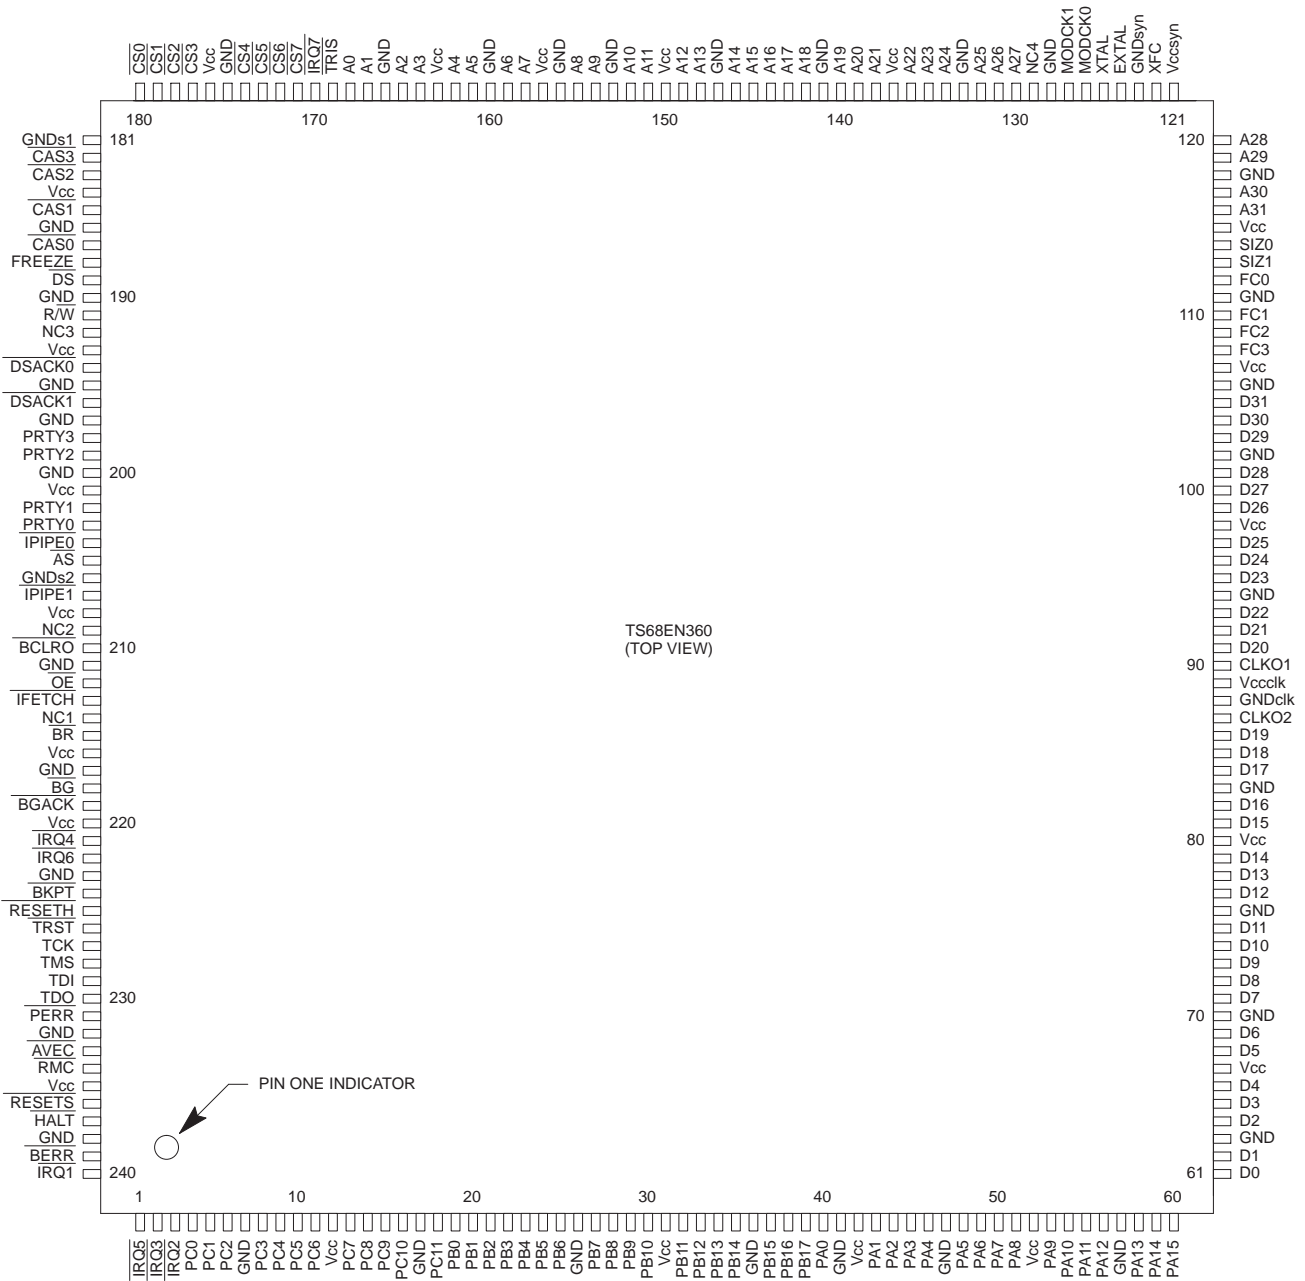 CS0
CS1
CS2
CS3
Vcc
GND
CS4
CS5
CS6
CS7
IRQ7
TRIS
A0
A1
GND
A2
A3
Vcc
A4
A5
GND
A6
A7
Vcc
GND
A8
A9
GND
A10
A11
Vcc
A12
A13
GND
A14
A15
A16
A17
A18
GND
A19
A20
A21
Vcc
A22
A23
A24
GND
A25
A26
A27
NC4
GND
MODCK1
MODCK0
XTAL
EXTAL
GNDsyn
XFC
Vccsyn
180
170
160
150
140
130
121
GNDs1
CAS3
CAS2
Vcc
CAS1
GND
CAS0
FREEZE
DS
GND
R/W
NC3
Vcc
DSACK0
GND
DSACK1
GND
PRTY3
PRTY2
GND
Vcc
PRTY1
PRTY0
IPIPE0
AS
GNDs2
IPIPE1
Vcc
NC2
BCLRO
GND
OE
IFETCH
NC1
BR
Vcc
GND
BG
BGACK
Vcc
IRQ4
IRQ6
GND
BKPT
RESETH
TRST
TCK
TMS
TDI
TDO
PERR
GND
AVEC
RMC
Vcc
RESETS
HALT
GND
BERR
IRQ1
181
190
200
210
220
230
240
TS68EN360
(TOP VIEW)
PIN ONE INDICATOR
120
110
100
90
80
70
61
A28
A29
GND
A30
A31
Vcc
SIZ0
SIZ1
FC0
GND
FC1
FC2
FC3
Vcc
GND
D31
D30
D29
GND
D28
D27
D26
Vcc
D25
D24
D23
GND
D22
D21
D20
CLKO1
Vccclk
GNDclk
CLKO2
D19
D18
D17
GND
D16
D15
Vcc
D14
D13
D12
GND
D11
D10
D9
D8
D7
GND
D6
D5
Vcc
D4
D3
D2
GND
D1
D0
1
10
20
30
40
50
60
IRQ5
IRQ3
IRQ2
PC0
PC1
PC2
GND
PC3
PC4
PC5
PC6
Vcc
PC7
PC8
PC9
PC10
GND
PC11
PB0
PB1
PB2
PB3
PB4
PB5
PB6
GND
PB7
PB8
PB9
PB10
Vcc
PB11
PB12
PB13
PB14
GND
PB15
PB16
PB17
PA0
GND
Vcc
PA1
PA2
PA3
PA4
GND
PA5
PA6
PA7
PA8
Vcc
PA9
PA10
PA11
PA12
GND
PA13
PA14
PA15